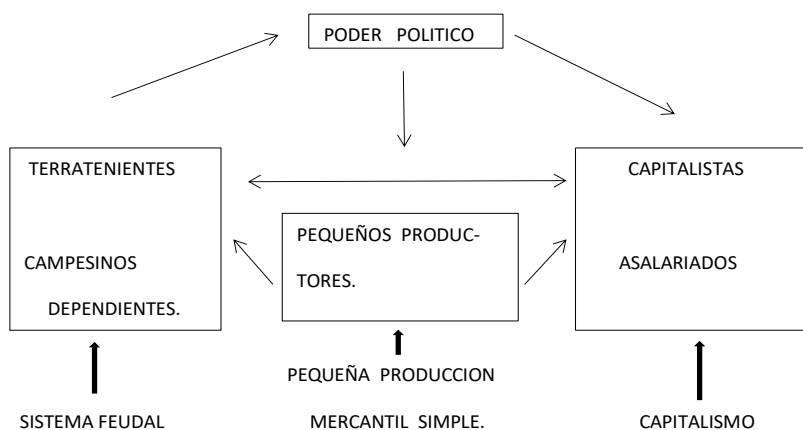 PODER POLITICO
TERRATENIENTES
CAMPESINOS
DEPENDIENTES.
PEQUEÑOS PRODUC-
TORES.
CAPITALISTAS
ASALARIADOS
SISTEMA FEUDAL
PEQUEÑA PRODUCCION
MERCANTIL SIMPLE.
CAPITALISMO